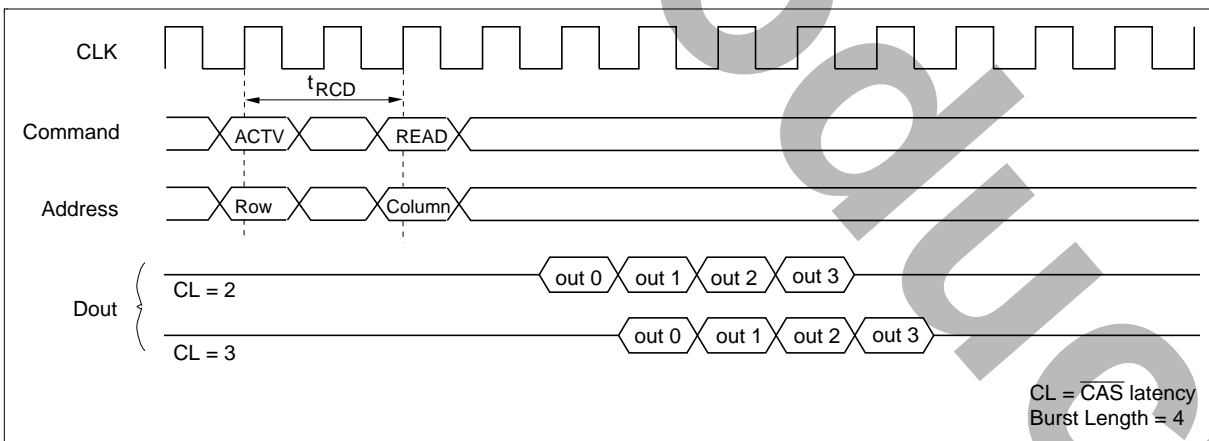 CLK
tRCD
Command
ACTV
READ
Address
Row
Column
Dout
CL = 2
out 0 out 1 out 2 out 3
CL = 3
out 0 out 1 out 2 out 3
CL = CAS latency
Burst Length = 4
oduc